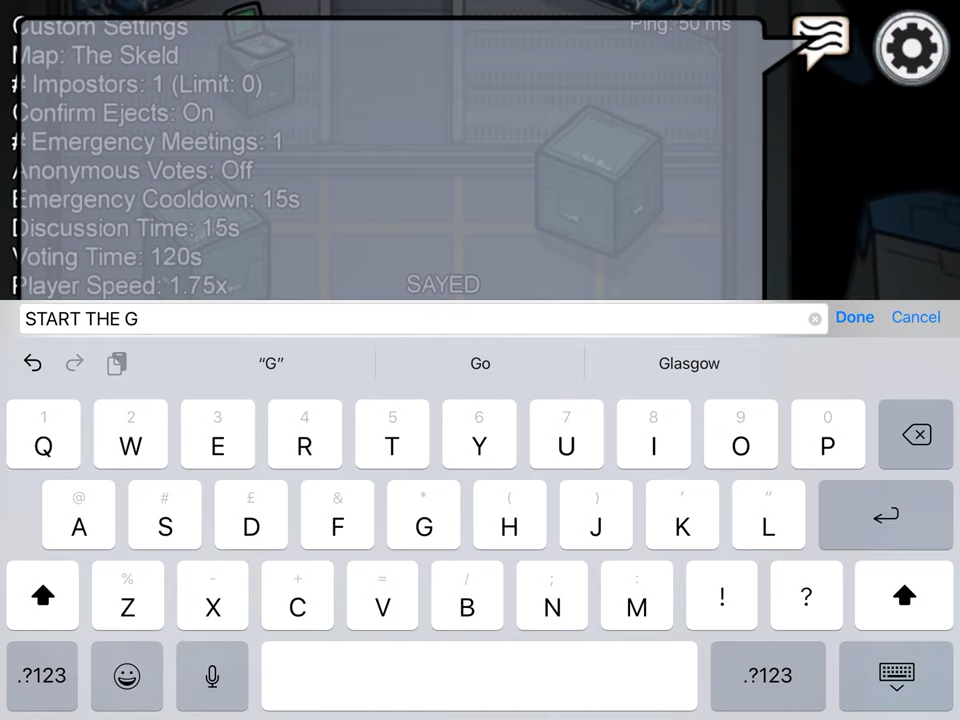 Custom Settings
Ping: 50 ms
Map: The Skeld
# Impostors: 1 (Limit: 0)
Confirm Ejects: On
# Emergency Meetings: 1
Anonymous Votes: Off
Emergency Cooldown: 15s
Discussion Time: 15s
Voting Time: 120s
Player Speed: 1.75x
SAYED
START THE G
Done Cancel
“G” Go Glasgow
1 2 3 4 5 6 7 8 9 0
Q W E R T Y U I O P
@ # £ & * ( ) ' "
A S D F G H J K L
% - + = / ; :
Z X C V B N M ! ?
.?123 .?123